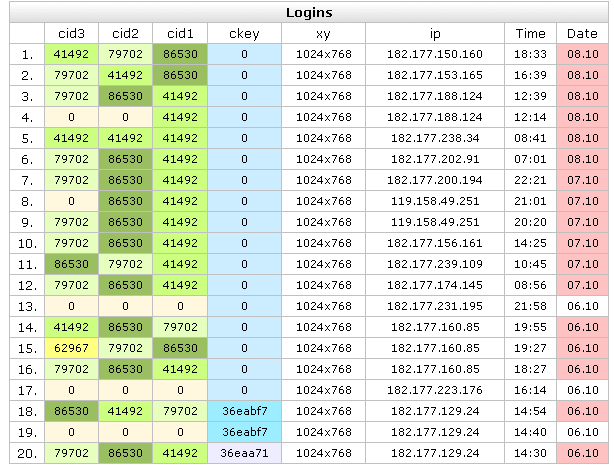 Logins
cid3 cid2 cid1 ckey xy ip Time Date
1. 41492 79702 86530 0 1024x768 182.177.150.160 18:33 08.10
2. 79702 41492 86530 0 1024x768 182.177.153.165 16:39 08.10
3. 79702 86530 41492 0 1024x768 182.177.188.124 12:39 08.10
4. 0 0 41492 0 1024x768 182.177.188.124 12:14 08.10
5. 41492 41492 41492 0 1024x768 182.177.238.34 08:41 08.10
6. 79702 86530 41492 0 1024x768 182.177.202.91 07:01 08.10
7. 79702 86530 41492 0 1024x768 182.177.200.194 22:21 07.10
8. 0 86530 41492 0 1024x768 119.158.49.251 21:01 07.10
9. 79702 86530 41492 0 1024x768 119.158.49.251 20:20 07.10
10. 79702 86530 41492 0 1024x768 182.177.156.161 14:25 07.10
11. 86530 79702 41492 0 1024x768 182.177.239.109 10:45 07.10
12. 79702 86530 41492 0 1024x768 182.177.174.145 08:56 07.10
13. 0 0 0 0 1024x768 182.177.231.195 21:58 06.10
14. 41492 86530 79702 0 1024x768 182.177.160.85 19:55 06.10
15. 62967 79702 86530 0 1024x768 182.177.160.85 19:27 06.10
16. 79702 86530 41492 0 1024x768 182.177.160.85 18:27 06.10
17. 0 0 0 0 1024x768 182.177.223.176 16:14 06.10
18. 86530 41492 79702 36eabf7 1024x768 182.177.129.24 14:54 06.10
19. 0 0 0 36eabf7 1024x768 182.177.129.24 14:40 06.10
20. 79702 86530 41492 36eaa71 1024x768 182.177.129.24 14:30 06.10